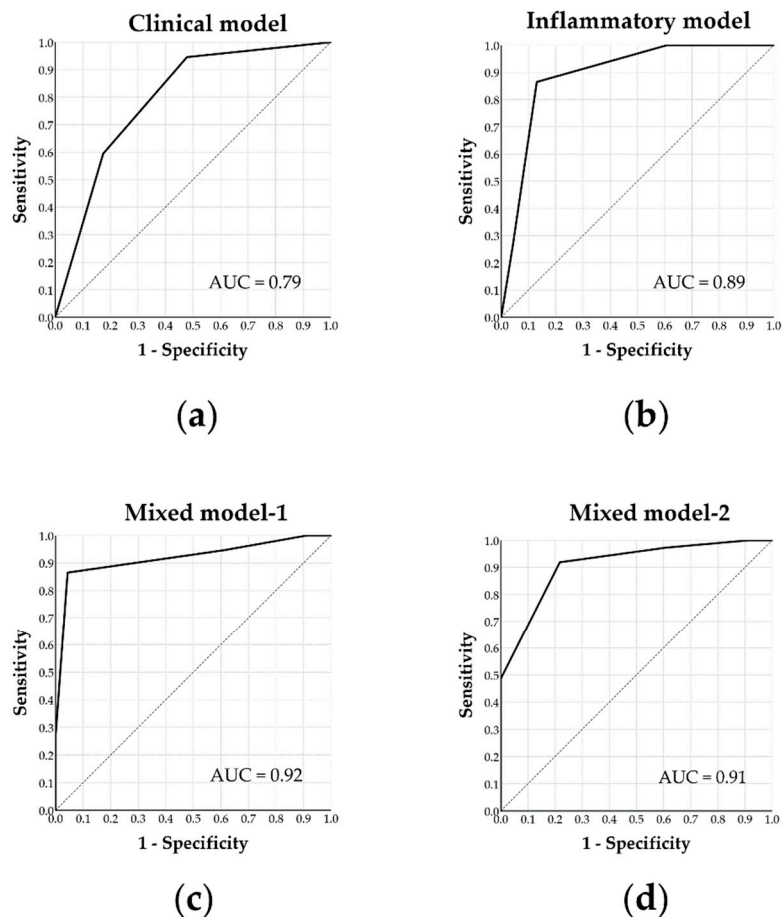 Clinical model
1.0
0.9
0.8
0.7
0.6
0.5
0.4
0.3
0.2
0.1
0.0
Sensitivity
AUC = 0.79
0.0 0.1 0.2 0.3 0.4 0.5 0.6 0.7 0.8 0.9 1.0
1 - Specificity
(a)
Inflammatory model
1.0
0.9
0.8
0.7
0.6
0.5
0.4
0.3
0.2
0.1
0.0
Sensitivity
AUC = 0.89
0.0 0.1 0.2 0.3 0.4 0.5 0.6 0.7 0.8 0.9 1.0
1 - Specificity
(b)
Mixed model-1
1.0
0.9
0.8
0.7
0.6
0.5
0.4
0.3
0.2
0.1
0.0
Sensitivity
AUC = 0.92
0.0 0.1 0.2 0.3 0.4 0.5 0.6 0.7 0.8 0.9 1.0
1 - Specificity
(c)
Mixed model-2
1.0
0.9
0.8
0.7
0.6
0.5
0.4
0.3
0.2
0.1
0.0
Sensitivity
AUC = 0.91
0.0 0.1 0.2 0.3 0.4 0.5 0.6 0.7 0.8 0.9 1.0
1 - Specificity
(d)